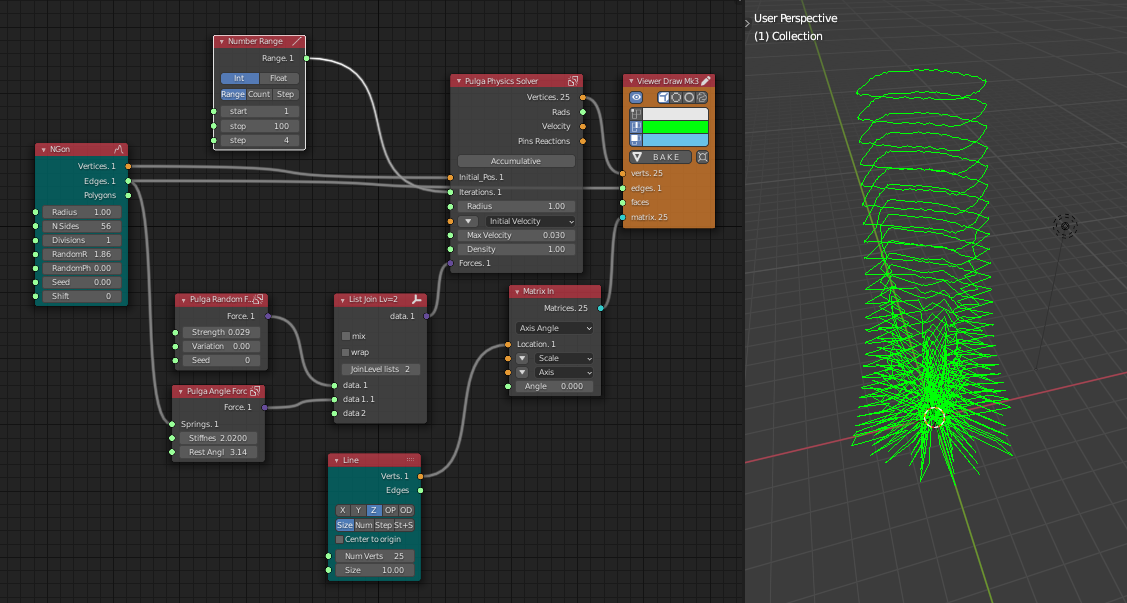 Number Range
Range. 1
Int Float
Range Count Step
start 1
stop 100
step 4
NGon
Vertices. 1
Edges. 1
Polygons
Radius 1.00
N Sides 56
Divisions 1
RandomR 1.86
RandomPh 0.00
Seed 0.00
Shift 0
Pulga Random F..
Force. 1
Strength 0.029
Variation 0.00
Seed 0
Pulga Angle Forc
Force. 1
Springs. 1
Stiffnes 2.0200
Rest Angl 3.14
List Join Lv=2
data. 1
mix
wrap
JoinLevel lists 2
data. 1
data 1. 1
data 2
Line
Verts. 1
Edges
X Y Z OP OD
Size Num Step St+S
Center to origin
Num Verts 25
Size 10.00
Pulga Physics Solver
Vertices. 25
Rads
Velocity
Pins Reactions
Accumulative
Initial_Pos. 1
Iterations. 1
Radius 1.00
Initial Velocity
Max Velocity 0.030
Density 1.00
Forces. 1
Matrix In
Matrices. 25
Axis Angle
Location. 1
Scale
Axis
Angle 0.000
Viewer Draw Mk3
BAKE
verts. 25
edges. 1
faces
matrix. 25
User Perspective
(1) Collection